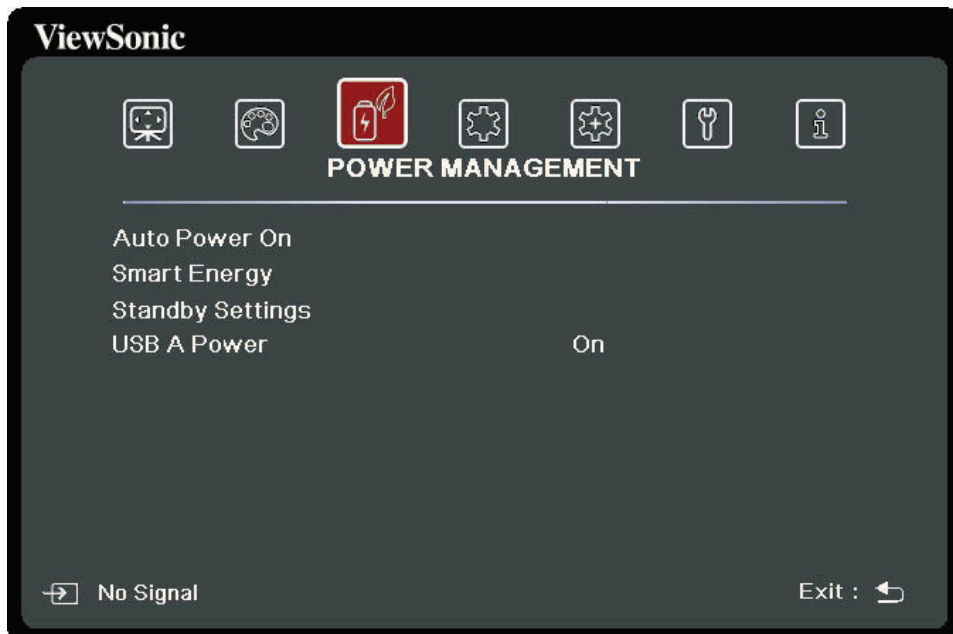 ViewSonic
POWER MANAGEMENT
Auto Power On
Smart Energy
Standby Settings
USB A Power On
No Signal
Exit :